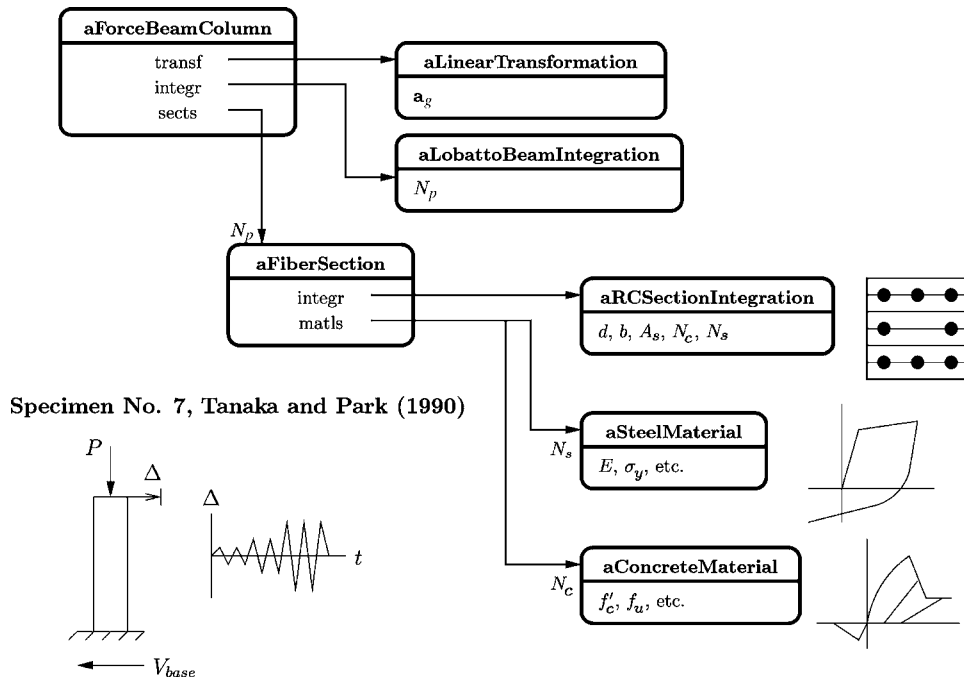 aForceBeamColumn
transf
integr
sects
aLinearTransformation
a_g
aLobattoBeamIntegration
N_p
N_p
aFiberSection
integr
matls
aRCSectionIntegration
d, b, A_s, N_c, N_s
Specimen No. 7, Tanaka and Park (1990)
N_s
aSteelMaterial
E, σ_y, etc.
P
Δ
Δ
t
N_c
aConcreteMaterial
f'_c, f_u, etc.
V_base